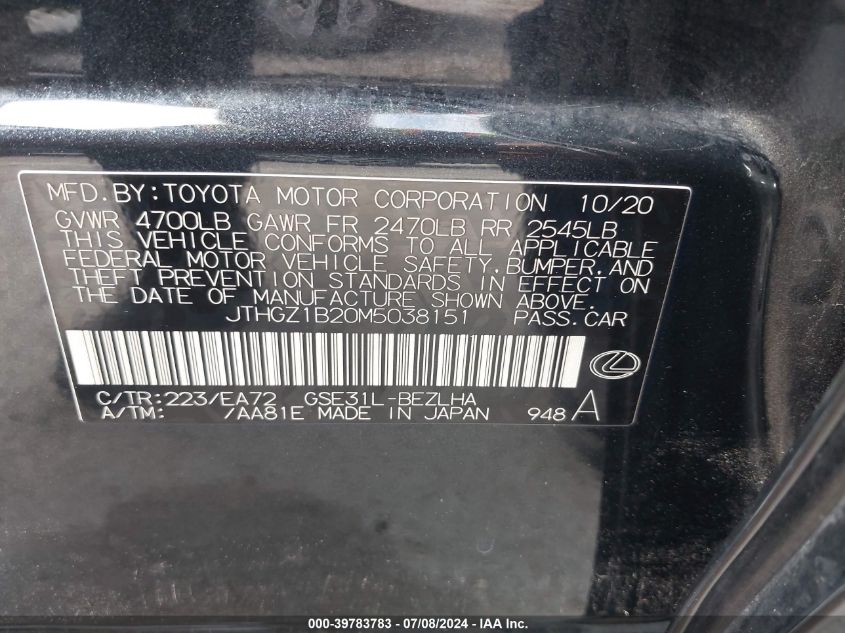 MFD.BY:TOYOTA MOTOR CORPORATION 10/20
GVWR 4700LB GAWR FR 2470LB RR 2545LB
THIS VEHICLE CONFORMS TO ALL APPLICABLE
FEDERAL MOTOR VEHICLE SAFETY,BUMPER,AND
THEFT PREVENTION STANDARDS IN EFFECT ON
THE DATE OF MANUFACTURE SHOWN ABOVE.
JTHGZ1B20M5038151 PASS.CAR
C/TR:223/EA72 GSE31L-BEZLHA
A/TM: /AA81E MADE IN JAPAN 948A
000-39783783 - 07/08/2024 - IAA Inc.